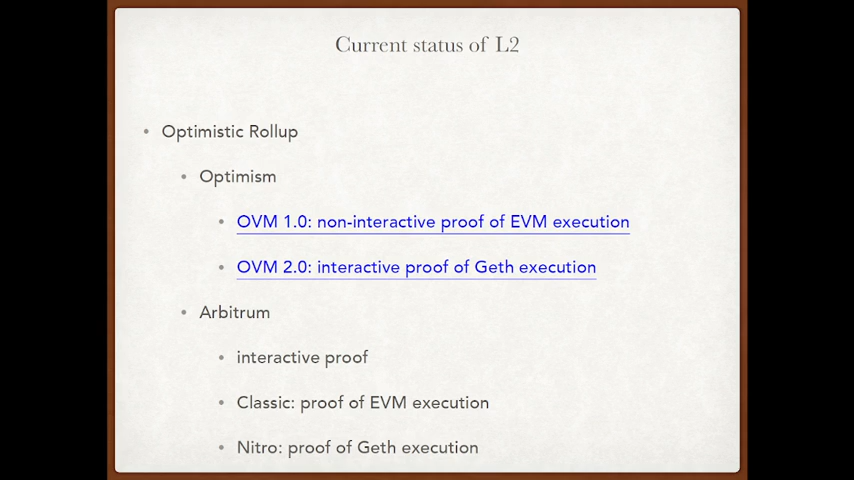 Current status of L2
• Optimistic Rollup
• Optimism
• OVM 1.0: non-interactive proof of EVM execution
• OVM 2.0: interactive proof of Geth execution
• Arbitrum
• interactive proof
• Classic: proof of EVM execution
• Nitro: proof of Geth execution